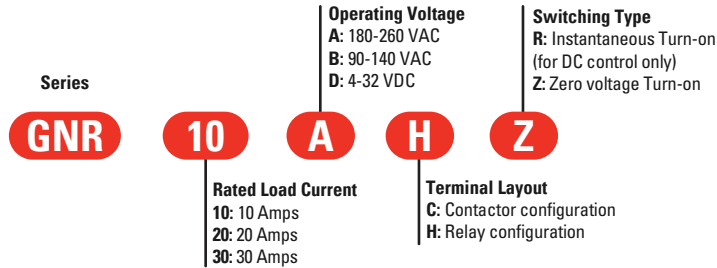 Operating Voltage
A: 180-260 VAC
B: 90-140 VAC
D: 4-32 VDC
Switching Type
R: Instantaneous Turn-on
(for DC control only)
Z: Zero voltage Turn-on
Series
GNR
10
A
H
Z
Rated Load Current
10: 10 Amps
20: 20 Amps
30: 30 Amps
Terminal Layout
C: Contactor configuration
H: Relay configuration